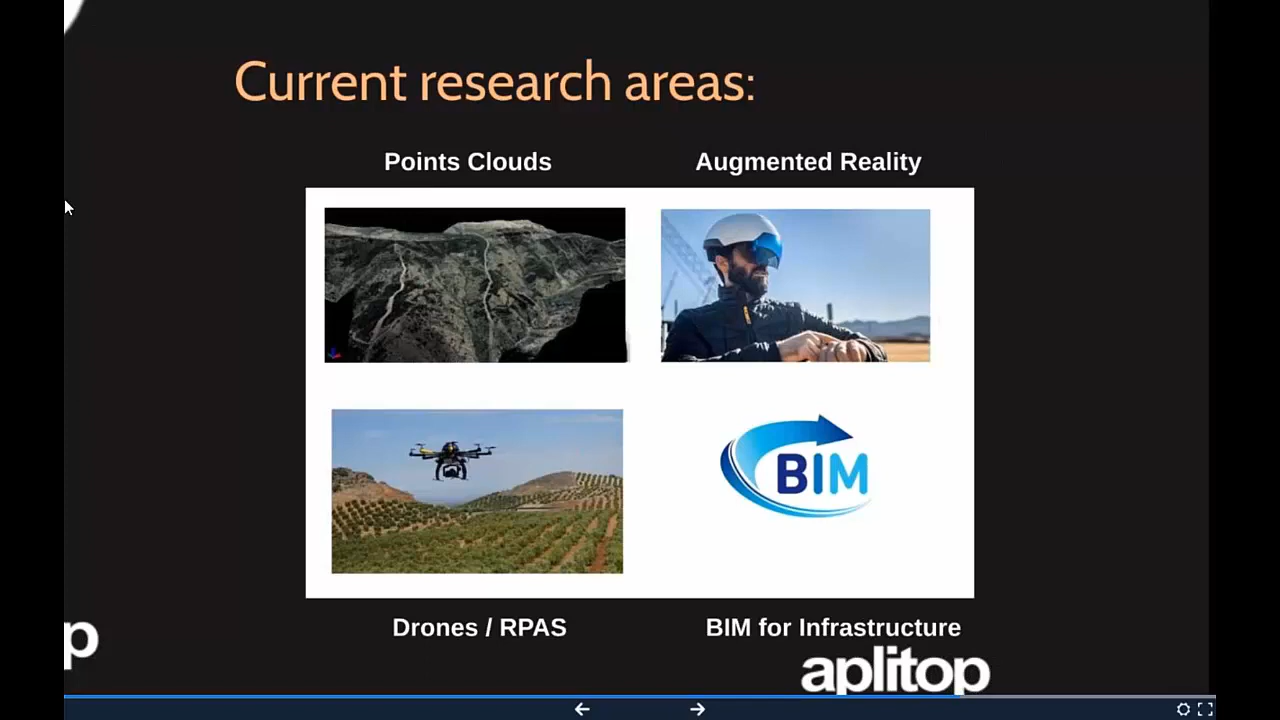 Current research areas:
Points Clouds
Augmented Reality
BIM
Drones / RPAS
BIM for Infrastructure
p
aplitop